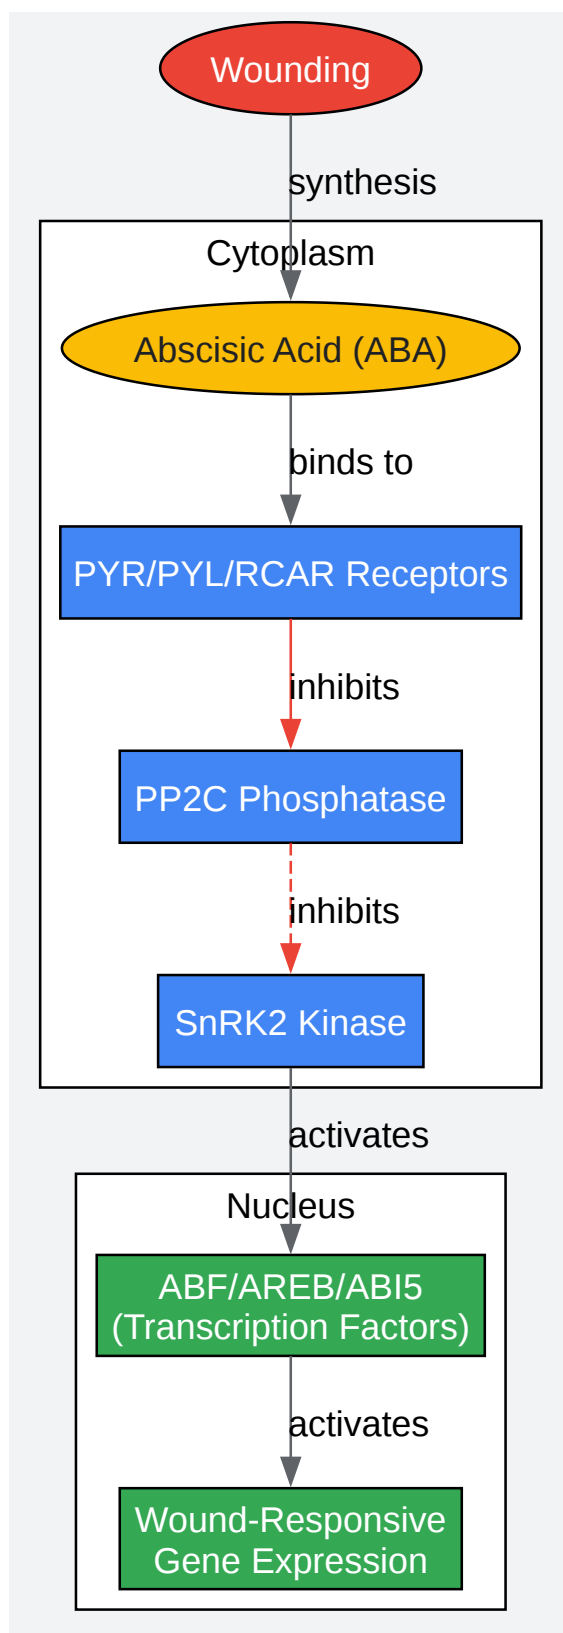 Wounding
synthesis
Cytoplasm
Abscisic Acid (ABA)
binds to
PYR/PYL/RCAR Receptors
inhibits
PP2C Phosphatase
inhibits
SnRK2 Kinase
activates
Nucleus
ABF/AREB/ABI5
(Transcription Factors)
activates
Wound-Responsive
Gene Expression